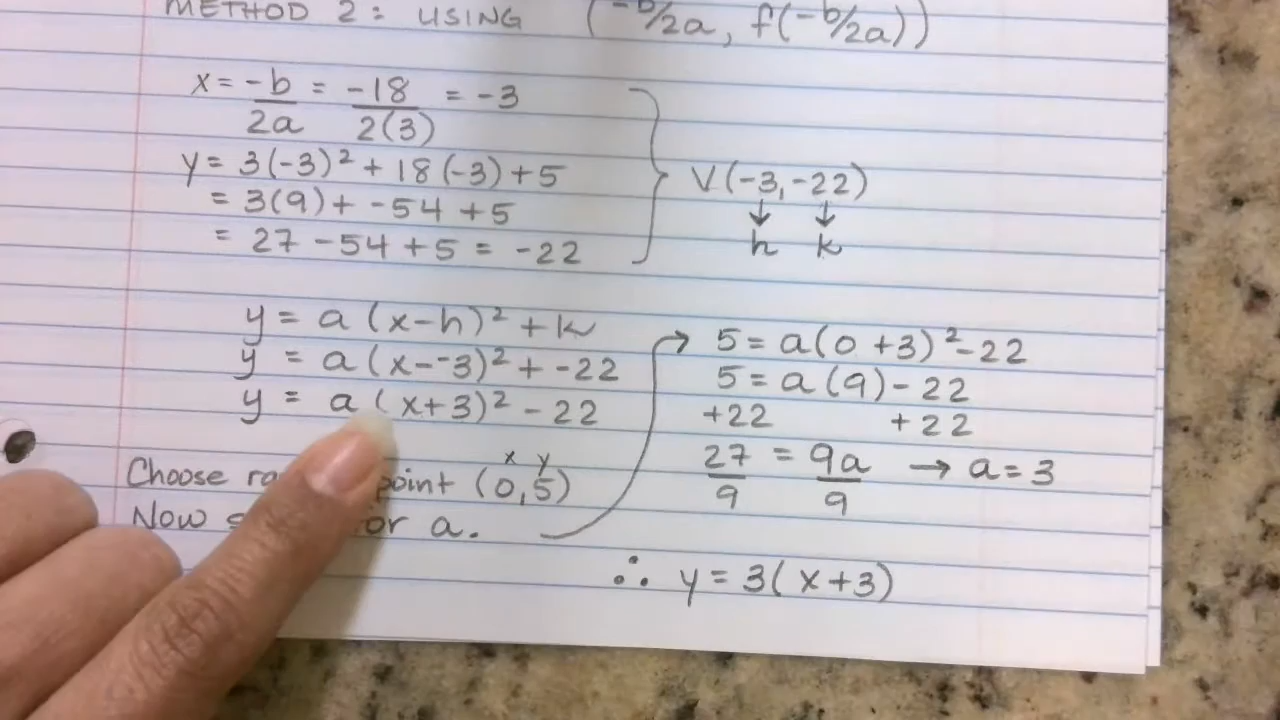 METHOD 2: USING (-b/2a, f(-b/2a))
x = -b/2a = -18/2(3) = -3
y = 3(-3)² + 18(-3) + 5
= 3(9) + -54 + 5
= 27 - 54 + 5 = -22
V(-3, -22)
↓ ↓
h k
y = a(x-h)² + k
y = a(x--3)² + -22
y = a(x+3)² - 22
x y
Choose point (0,5)
Now or a.
→ 5 = a(0+3)² - 22
5 = a(9) - 22
+22 +22
27/9 = 9a/9 → a = 3
∴ y = 3(x+3)